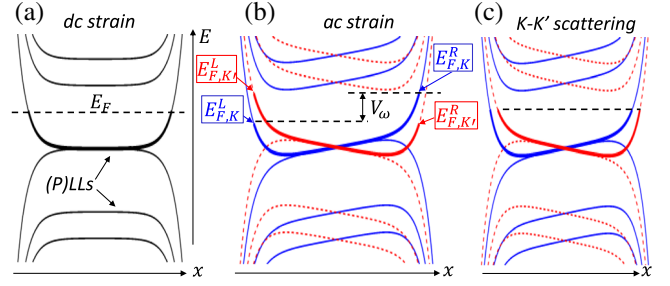 (a) dc strain
E
E_F
(P)LLs
x
(b) ac strain
E^L_{F,K'}
E^L_{F,K}
E^R_{F,K}
V_ω
E^R_{F,K'}
x
(c) K-K' scattering
x